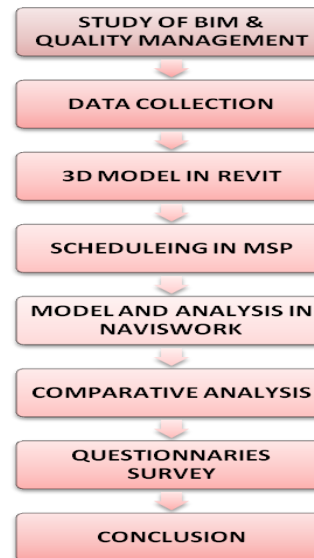 STUDY OF BIM &
QUALITY MANAGEMENT
DATA COLLECTION
3D MODEL IN REVIT
SCHEDULEING IN MSP
MODEL AND ANALYSIS IN
NAVISWORK
COMPARATIVE ANALYSIS
QUESTIONNARIES
SURVEY
CONCLUSION